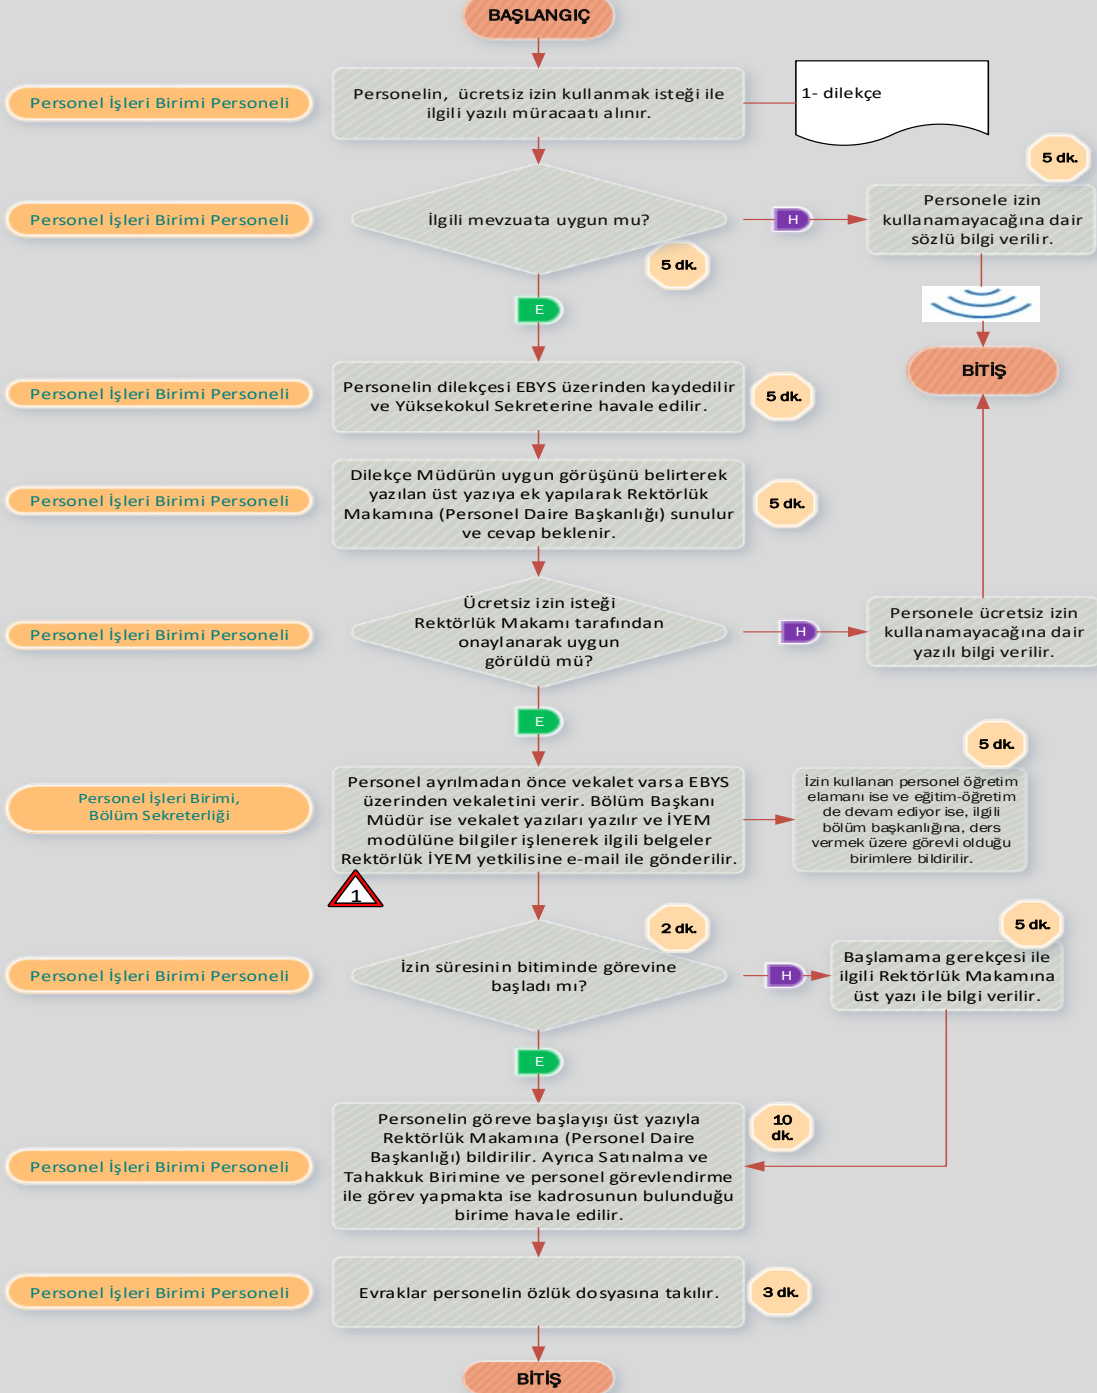 BAŞLANGIÇ
Personel İşleri Birimi Personeli
Personelin, ücretsiz izin kullanmak isteği ile
ilgili yazılı müracaatı alınır.
1- dilekçe
Personel İşleri Birimi Personeli
İlgili mevzuata uygun mu?
5 dk.
H
5 dk.
Personele izin
kullanamayacağına dair
sözlü bilgi verilir.
BİTİŞ
E
Personel İşleri Birimi Personeli
Personelin dilekçesi EBYS üzerinden kaydedilir
ve Yüksekokul Sekreterine havale edilir.
5 dk.
Personel İşleri Birimi Personeli
Dilekçe Müdürün uygun görüşünü belirterek
yazılan üst yazıya ek yapılarak Rektörlük
Makamına (Personel Daire Başkanlığı) sunulur
ve cevap beklenir.
5 dk.
Personel İşleri Birimi Personeli
Ücretsiz izin isteği
Rektörlük Makamı tarafından
onaylanarak uygun
görüldü mü?
H
Personele ücretsiz izin
kullanamayacağına dair
yazılı bilgi verilir.
E
Personel İşleri Birimi,
Bölüm Sekreterliği
Personel ayrılmadan önce vekalet varsa EBYS
üzerinden vekaletini verir. Bölüm Başkanı
Müdür ise vekalet yazıları yazılır ve İYEM
modülüne bilgiler işlenerek ilgili belgeler
Rektörlük İYEM yetkilisine e-mail ile gönderilir.
1
5 dk.
İzin kullanan personel öğretim
elamanı ise ve eğitim-öğretim
de devam ediyor ise, ilgili
bölüm başkanlığına, ders
vermek üzere görevli olduğu
birimlere bildirilir.
Personel İşleri Birimi Personeli
İzin süresinin bitiminde görevine
başladı mı?
2 dk.
H
5 dk.
Başlamama gerekçesi ile
ilgili Rektörlük Makamına
üst yazı ile bilgi verilir.
E
Personel İşleri Birimi Personeli
Personelin göreve başlayışı üst yazıyla
Rektörlük Makamına (Personel Daire
Başkanlığı) bildirilir. Ayrıca Satınalma ve
Tahakkuk Birimine ve personel görevlendirme
ile görev yapmakta ise kadrosunun bulunduğu
birime havale edilir.
10
dk.
Personel İşleri Birimi Personeli
Evraklar personelin özlük dosyasına takılır.
3 dk.
BİTİŞ